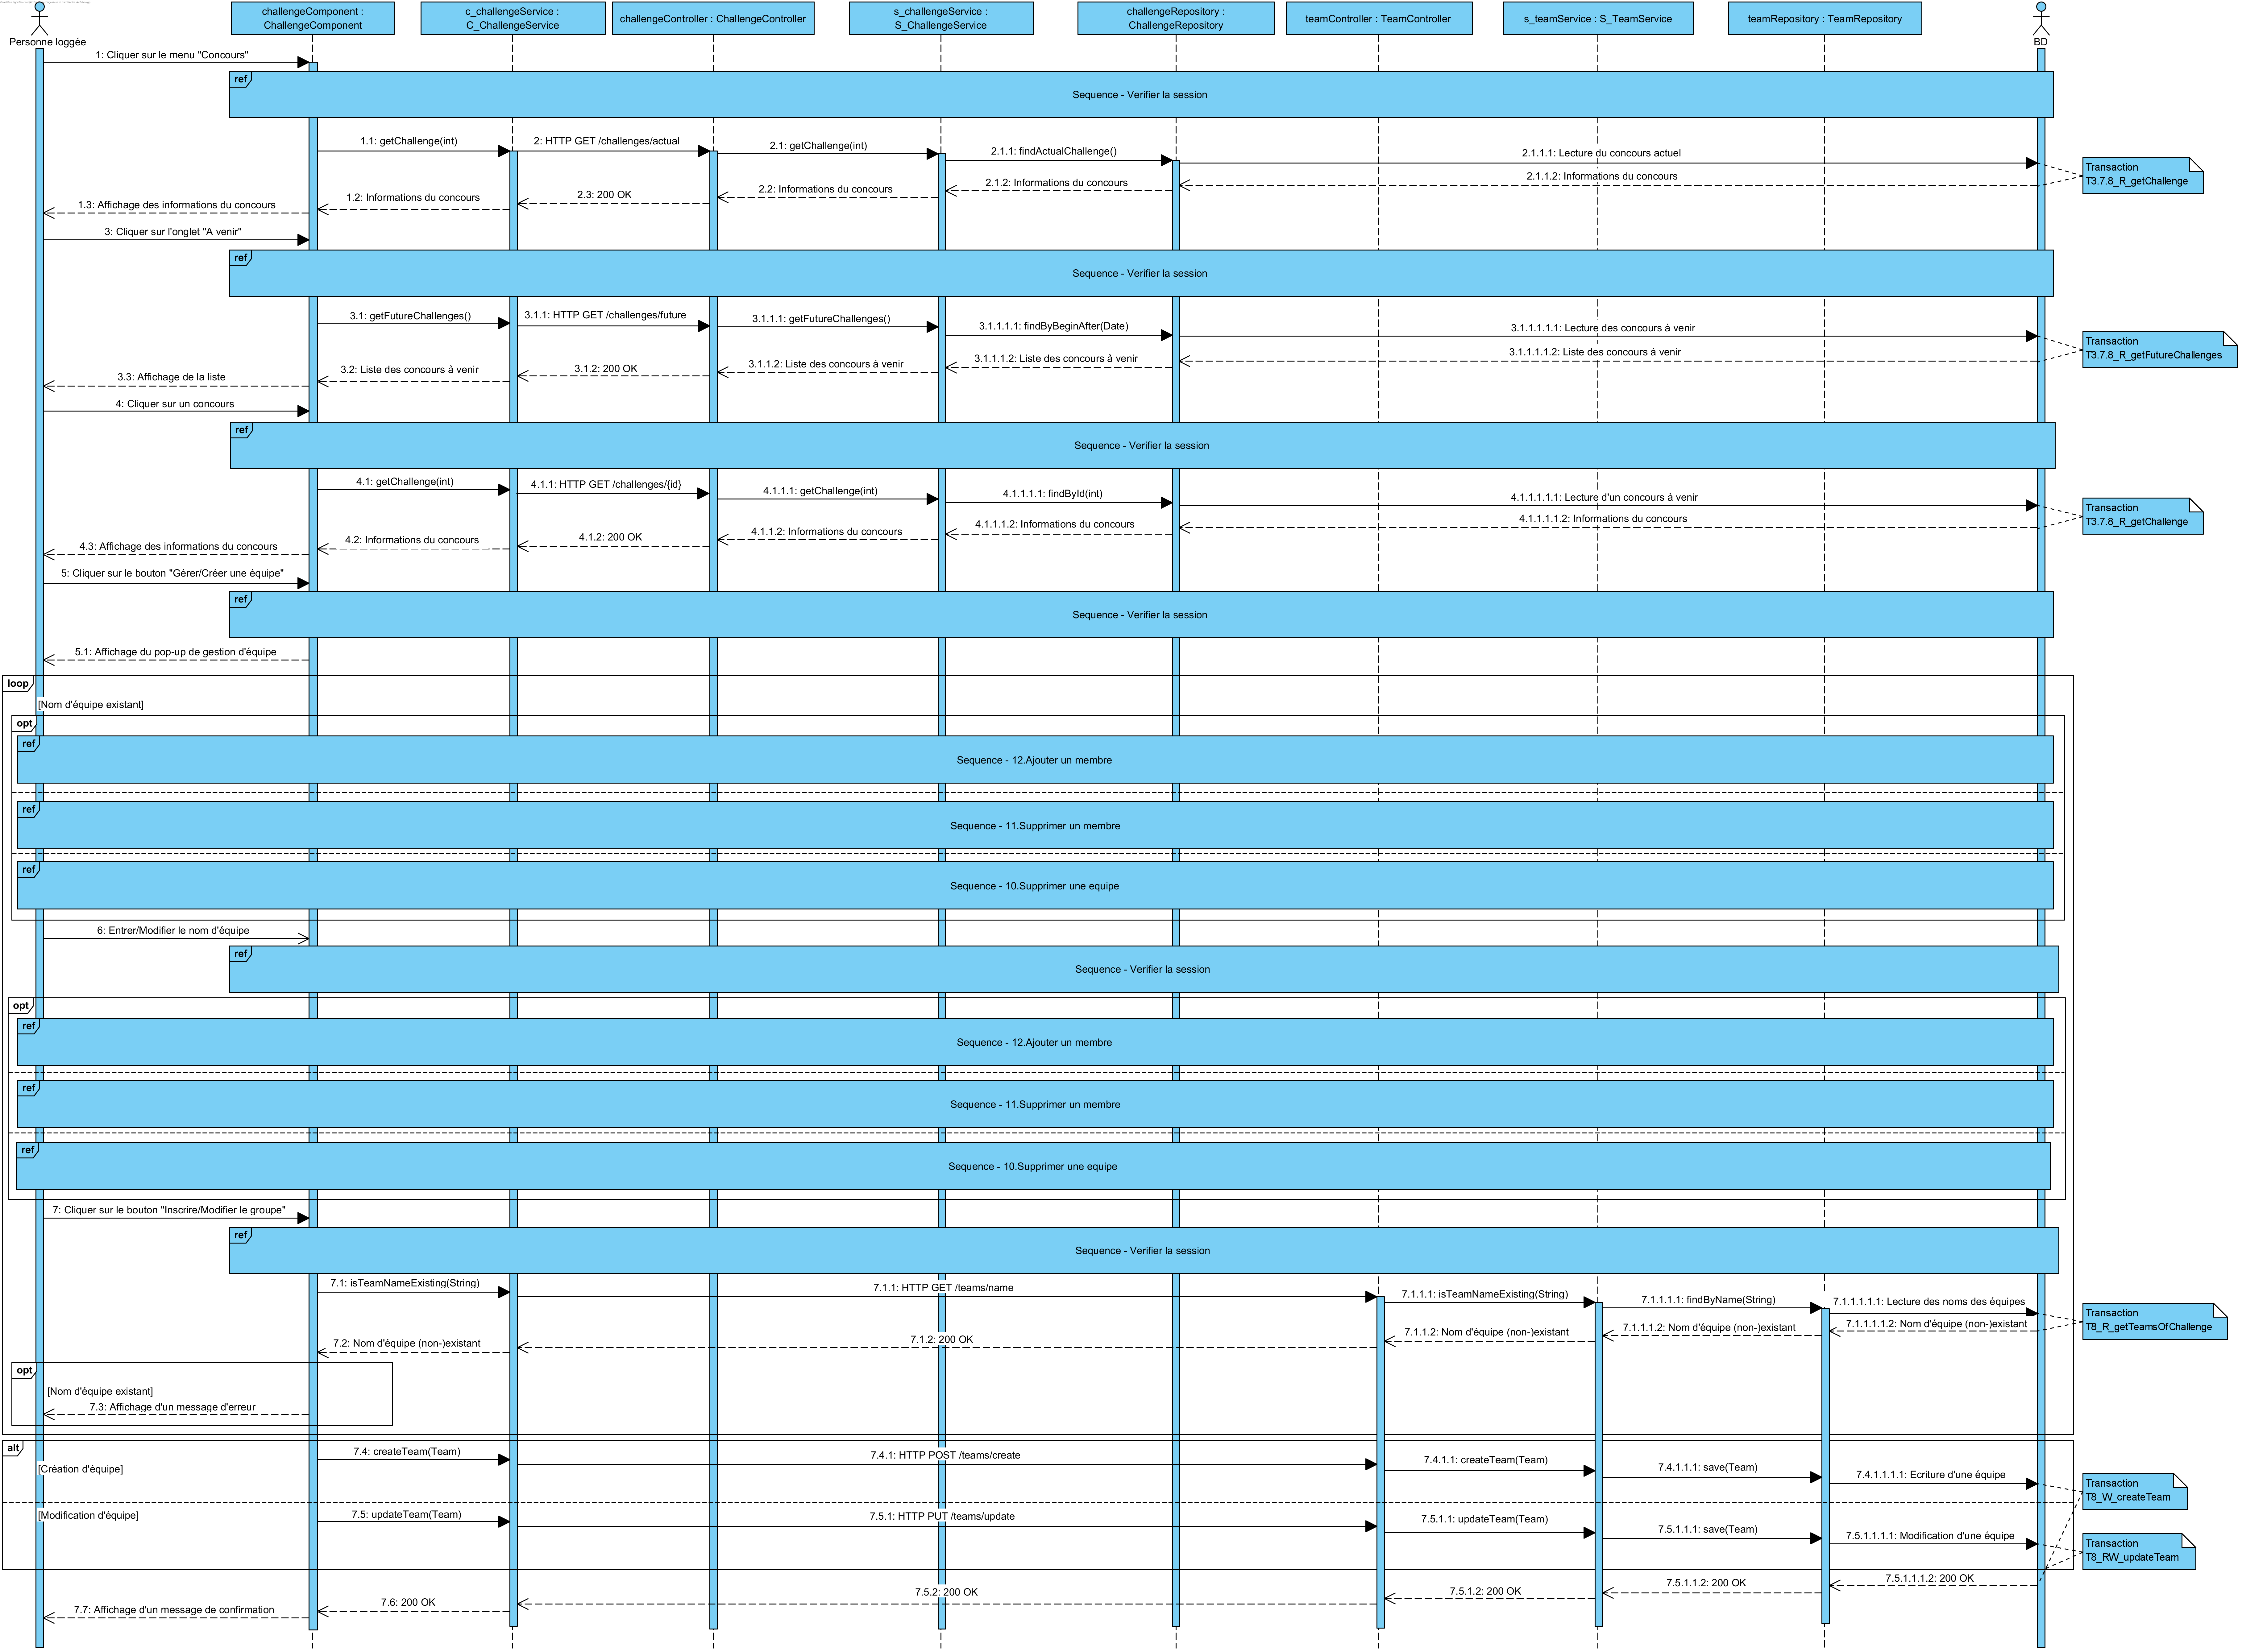 challengeComponent :
ChallengeComponent
c_challengeService :
C_ChallengeService
challengeController : ChallengeController
s_challengeService :
S_ChallengeService
challengeRepository :
ChallengeRepository
teamController : TeamController
s_teamService : S_TeamService
teamRepository : TeamRepository
Personne loggée
BD
1: Cliquer sur le menu "Concours"
ref
Sequence - Verifier la session
1.1: getChallenge(int)
2: HTTP GET /challenges/actual
2.1: getChallenge(int)
2.1.1: findActualChallenge()
2.1.1.1: Lecture du concours actuel
Transaction
T3.7.8_R_getChallenge
2.1.1.2: Informations du concours
2.1.2: Informations du concours
2.2: Informations du concours
2.3: 200 OK
1.2: Informations du concours
1.3: Affichage des informations du concours
3: Cliquer sur l'onglet "A venir"
ref
Sequence - Verifier la session
3.1: getFutureChallenges()
3.1.1: HTTP GET /challenges/future
3.1.1.1: getFutureChallenges()
3.1.1.1.1: findByBeginAfter(Date)
3.1.1.1.1.1: Lecture des concours à venir
Transaction
T3.7.8_R_getFutureChallenges
3.1.1.1.1.2: Liste des concours à venir
3.1.1.1.2: Liste des concours à venir
3.1.1.2: Liste des concours à venir
3.1.2: 200 OK
3.2: Liste des concours à venir
3.3: Affichage de la liste
4: Cliquer sur un concours
ref
Sequence - Verifier la session
4.1: getChallenge(int)
4.1.1: HTTP GET /challenges/{id}
4.1.1.1: getChallenge(int)
4.1.1.1.1: findById(int)
4.1.1.1.1.1: Lecture d'un concours à venir
Transaction
T3.7.8_R_getChallenge
4.1.1.1.1.2: Informations du concours
4.1.1.1.2: Informations du concours
4.1.1.2: Informations du concours
4.1.2: 200 OK
4.2: Informations du concours
4.3: Affichage des informations du concours
5: Cliquer sur le bouton "Gérer/Créer une équipe"
ref
Sequence - Verifier la session
5.1: Affichage du pop-up de gestion d'équipe
loop
[Nom d'équipe existant]
opt
ref
Sequence - 12.Ajouter un membre
ref
Sequence - 11.Supprimer un membre
ref
Sequence - 10.Supprimer une equipe
6: Entrer/Modifier le nom d'équipe
ref
Sequence - Verifier la session
opt
ref
Sequence - 12.Ajouter un membre
ref
Sequence - 11.Supprimer un membre
ref
Sequence - 10.Supprimer une equipe
7: Cliquer sur le bouton "Inscrire/Modifier le groupe"
ref
Sequence - Verifier la session
7.1: isTeamNameExisting(String)
7.1.1: HTTP GET /teams/name
7.1.1.1: isTeamNameExisting(String)
7.1.1.1.1: findByName(String)
7.1.1.1.1.1: Lecture des noms des équipes
Transaction
T8_R_getTeamsOfChallenge
7.1.1.1.1.2: Nom d'équipe (non-)existant
7.1.1.1.2: Nom d'équipe (non-)existant
7.1.1.2: Nom d'équipe (non-)existant
7.1.2: 200 OK
7.2: Nom d'équipe (non-)existant
opt
[Nom d'équipe existant]
7.3: Affichage d'un message d'erreur
alt
[Création d'équipe]
7.4: createTeam(Team)
7.4.1: HTTP POST /teams/create
7.4.1.1: createTeam(Team)
7.4.1.1.1: save(Team)
7.4.1.1.1.1: Ecriture d'une équipe
Transaction
T8_W_createTeam
[Modification d'équipe]
7.5: updateTeam(Team)
7.5.1: HTTP PUT /teams/update
7.5.1.1: updateTeam(Team)
7.5.1.1.1: save(Team)
7.5.1.1.1.1: Modification d'une équipe
Transaction
T8_RW_updateTeam
7.5.1.1.1.2: 200 OK
7.5.1.1.2: 200 OK
7.5.1.2: 200 OK
7.5.2: 200 OK
7.6: 200 OK
7.7: Affichage d'un message de confirmation